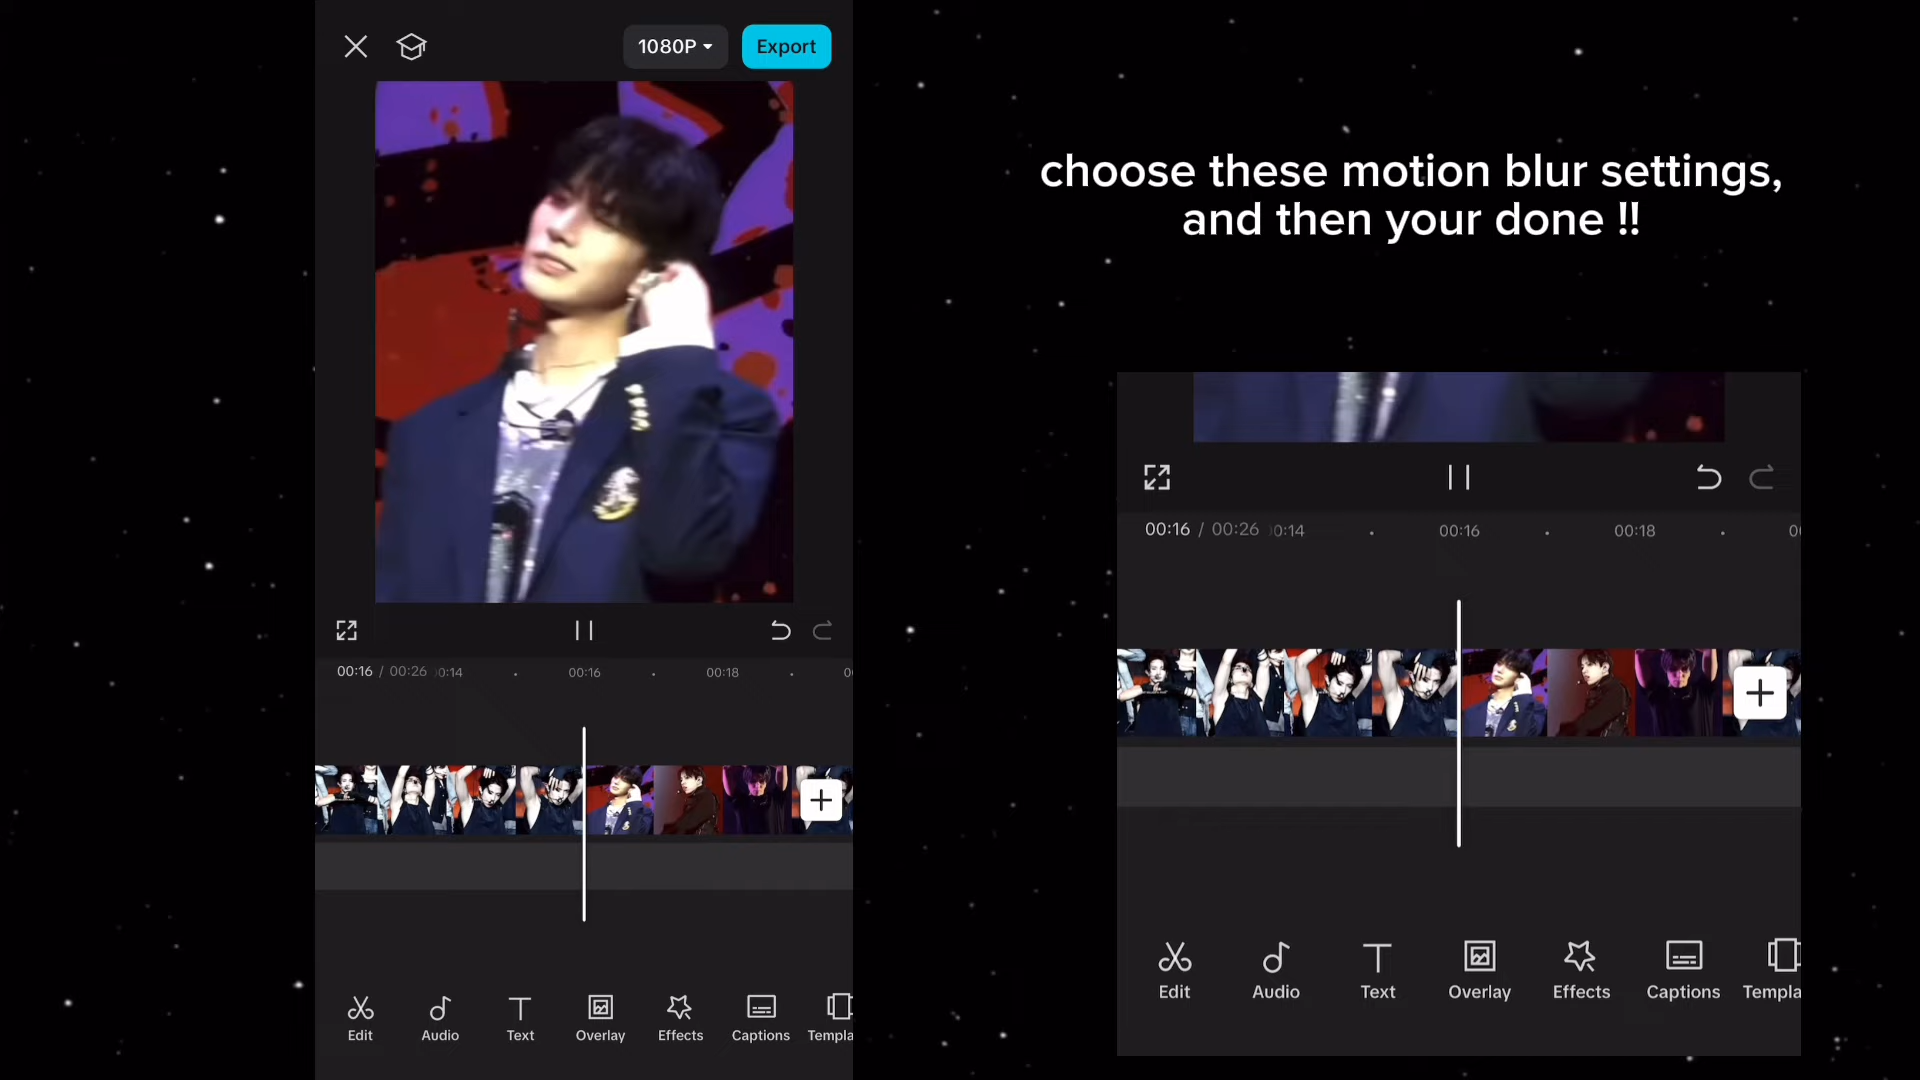 1080P
Export
choose these motion blur settings,
and then your done !!
00:16 / 00:26
0:14
00:16
00:18
Edit
Audio
Text
Overlay
Effects
Captions
Templa
00:16 / 00:26
0:14
00:16
00:18
Edit
Audio
Text
Overlay
Effects
Captions
Templa